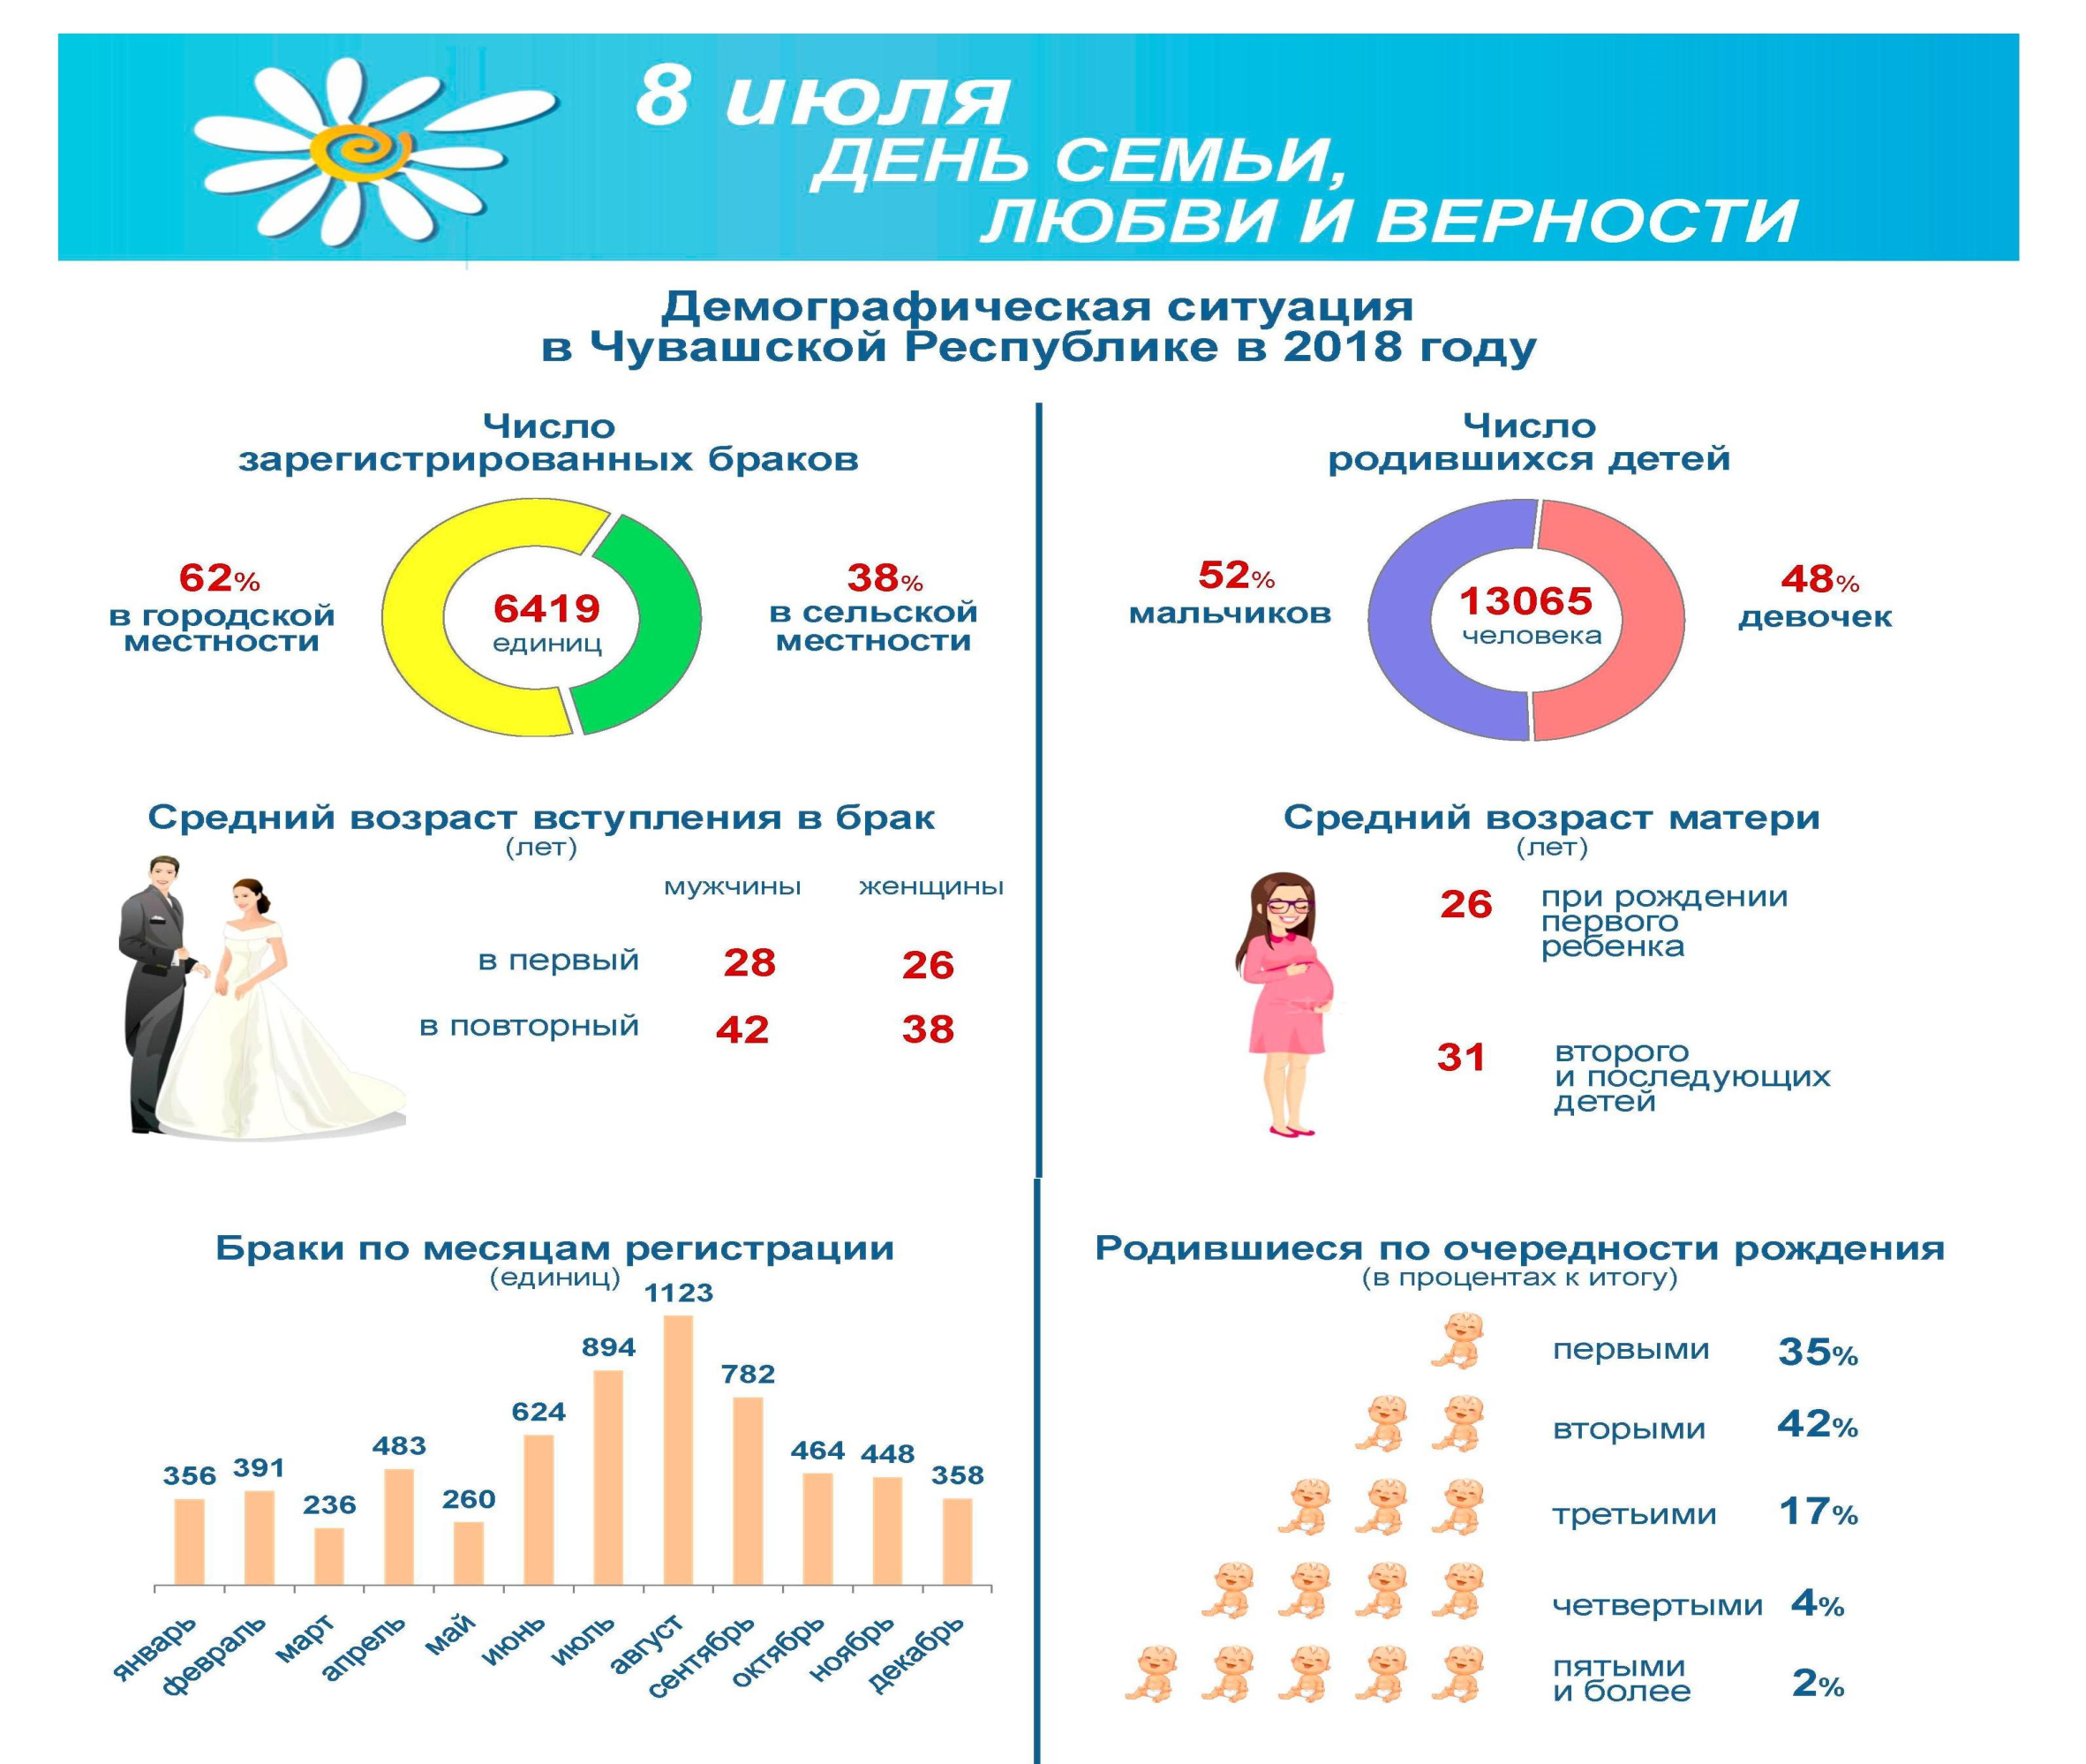 8 июля
ДЕНЬ СЕМЬИ,
ЛЮБВИ И ВЕРНОСТИ
Демографическая ситуация
в Чувашской Республике в 2018 году
Число
зарегистрированных браков
62%
в городской
местности
6419
единиц
38%
в сельской
местности
Средний возраст вступления в брак
(лет)
мужчины женщины
в первый 28 26
в повторный 42 38
Браки по месяцам регистрации
(единиц)
356 391 236 483 260 624 894 1123 782 464 448 358
январь февраль март апрель май июнь июль август сентябрь октябрь ноябрь декабрь
Число
родившихся детей
52%
мальчиков
13065
человека
48%
девочек
Средний возраст матери
(лет)
26 при рождении
первого
ребенка
31 второго
и последующих
детей
Родившиеся по очередности рождения
(в процентах к итогу)
первыми 35%
вторыми 42%
третьими 17%
четвертыми 4%
пятыми
и более 2%